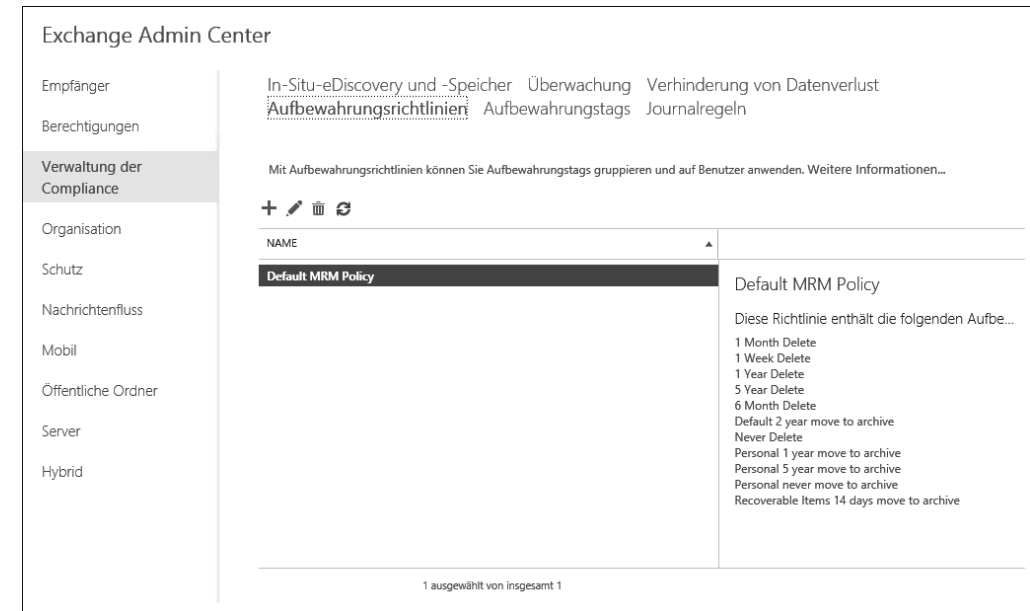 Exchange Admin Center
Empfänger
Berechtigungen
Verwaltung der
Compliance
Organisation
Schutz
Nachrichtenfluss
Mobil
Öffentliche Ordner
Server
Hybrid
In-Situ-eDiscovery und -Speicher Überwachung Verhinderung von Datenverlust
Aufbewahrungsrichtlinien Aufbewahrungstags Journalregeln
Mit Aufbewahrungsrichtlinien können Sie Aufbewahrungstags gruppieren und auf Benutzer anwenden. Weitere Informationen...
NAME
Default MRM Policy
Default MRM Policy
Diese Richtlinie enthält die folgenden Aufbe...
1 Month Delete
1 Week Delete
1 Year Delete
5 Year Delete
6 Month Delete
Default 2 year move to archive
Never Delete
Personal 1 year move to archive
Personal 5 year move to archive
Personal never move to archive
Recoverable Items 14 days move to archive
1 ausgewählt von insgesamt 1